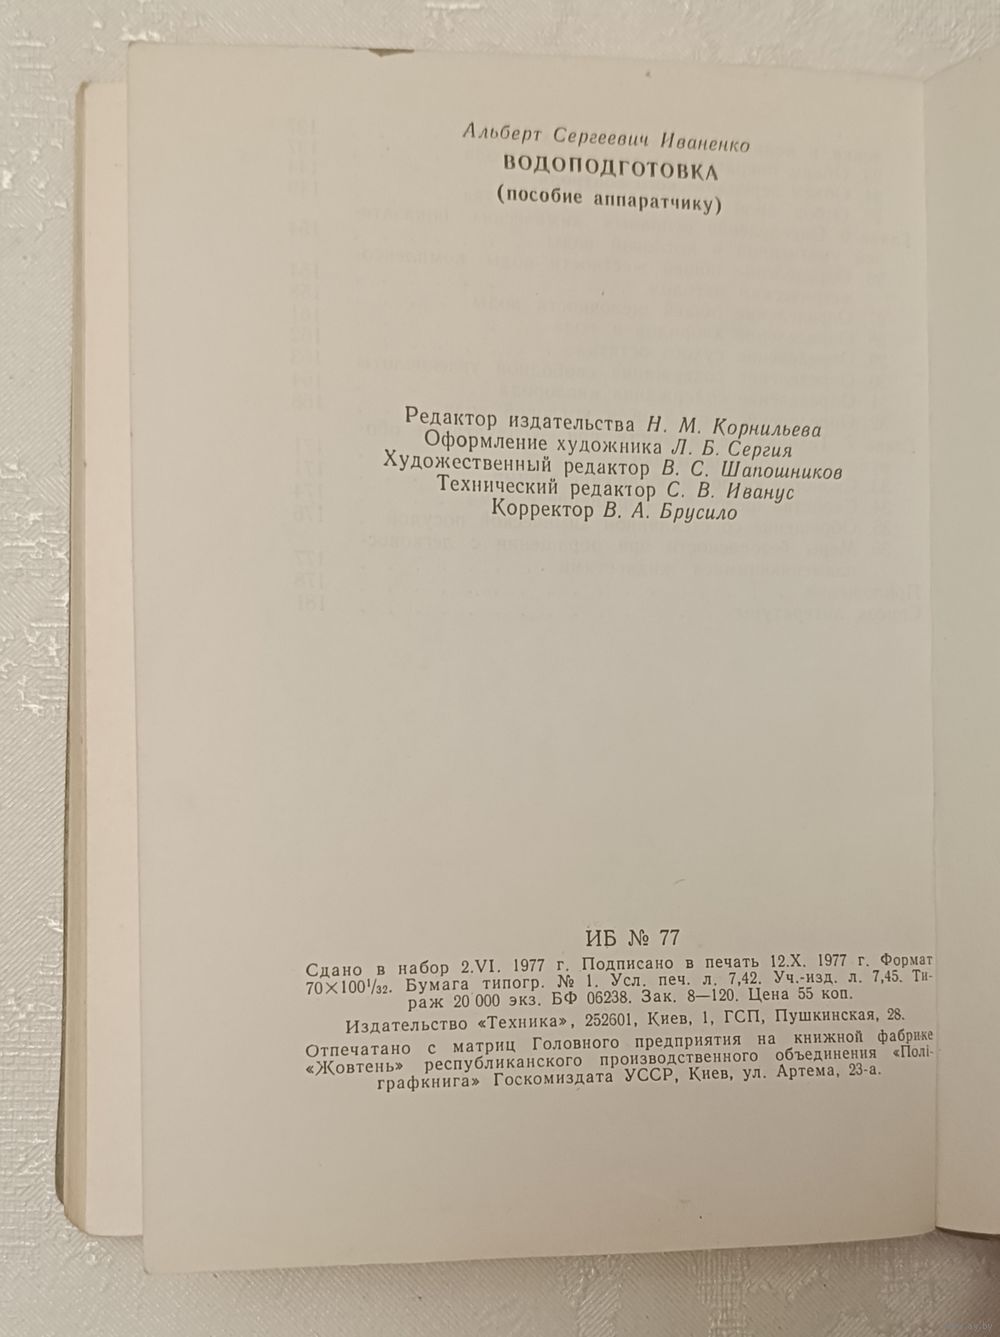 Альберт Сергеевич Иваненко
ВОДОПОДГОТОВКА
(пособие аппаратчику)
Редактор издательства Н. М. Корнильева
Оформление художника Л. Б. Сергия
Художественный редактор В. С. Шапошников
Технический редактор С. В. Иванус
Корректор В. А. Брусило
ИБ № 77
Сдано в набор 2.VI. 1977 г. Подписано в печать 12.X. 1977 г. Формат
70×100¹/₃₂. Бумага типогр. № 1. Усл. печ. л. 7,42. Уч.-изд. л. 7,45. Ти-
раж 20 000 экз. БФ 06238. Зак. 8—120. Цена 55 коп.
Издательство «Техника», 252601, Киев, 1, ГСП, Пушкинская, 28.
Отпечатано с матриц Головного предприятия на книжной фабрике
«Жовтень» республиканского производственного объединения «Полі-
графкнига» Госкомиздата УССР, Киев, ул. Артема, 23-а.